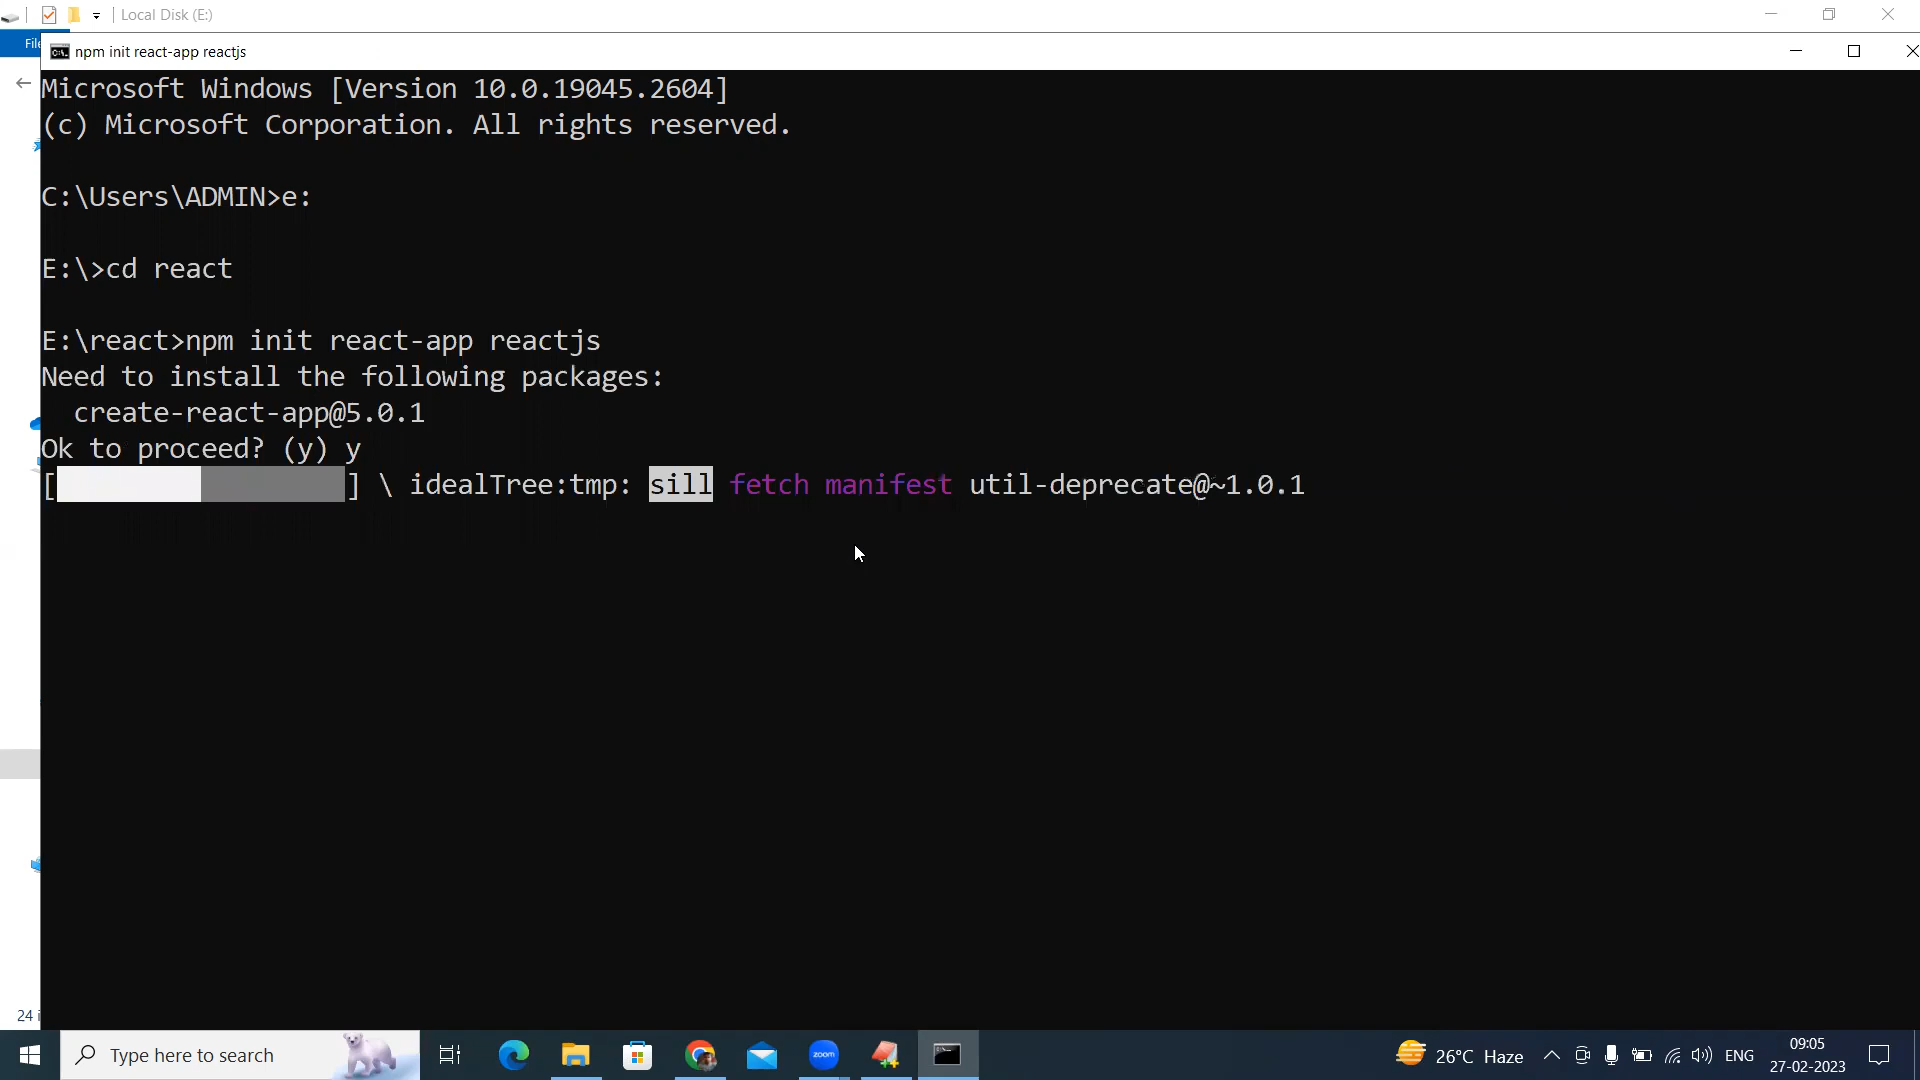 Local Disk (E:)
File
npm init react-app reactjs
Microsoft Windows [Version 10.0.19045.2604]
(c) Microsoft Corporation. All rights reserved.
C:\Users\ADMIN>e:
E:\>cd react
E:\react>npm init react-app reactjs
Need to install the following packages:
  create-react-app@5.0.1
Ok to proceed? (y) y
[ ] \ idealTree:tmp: sill fetch manifest util-deprecate@~1.0.1
24 i
Type here to search
zoom
26°C Haze
ENG
09:05
27-02-2023